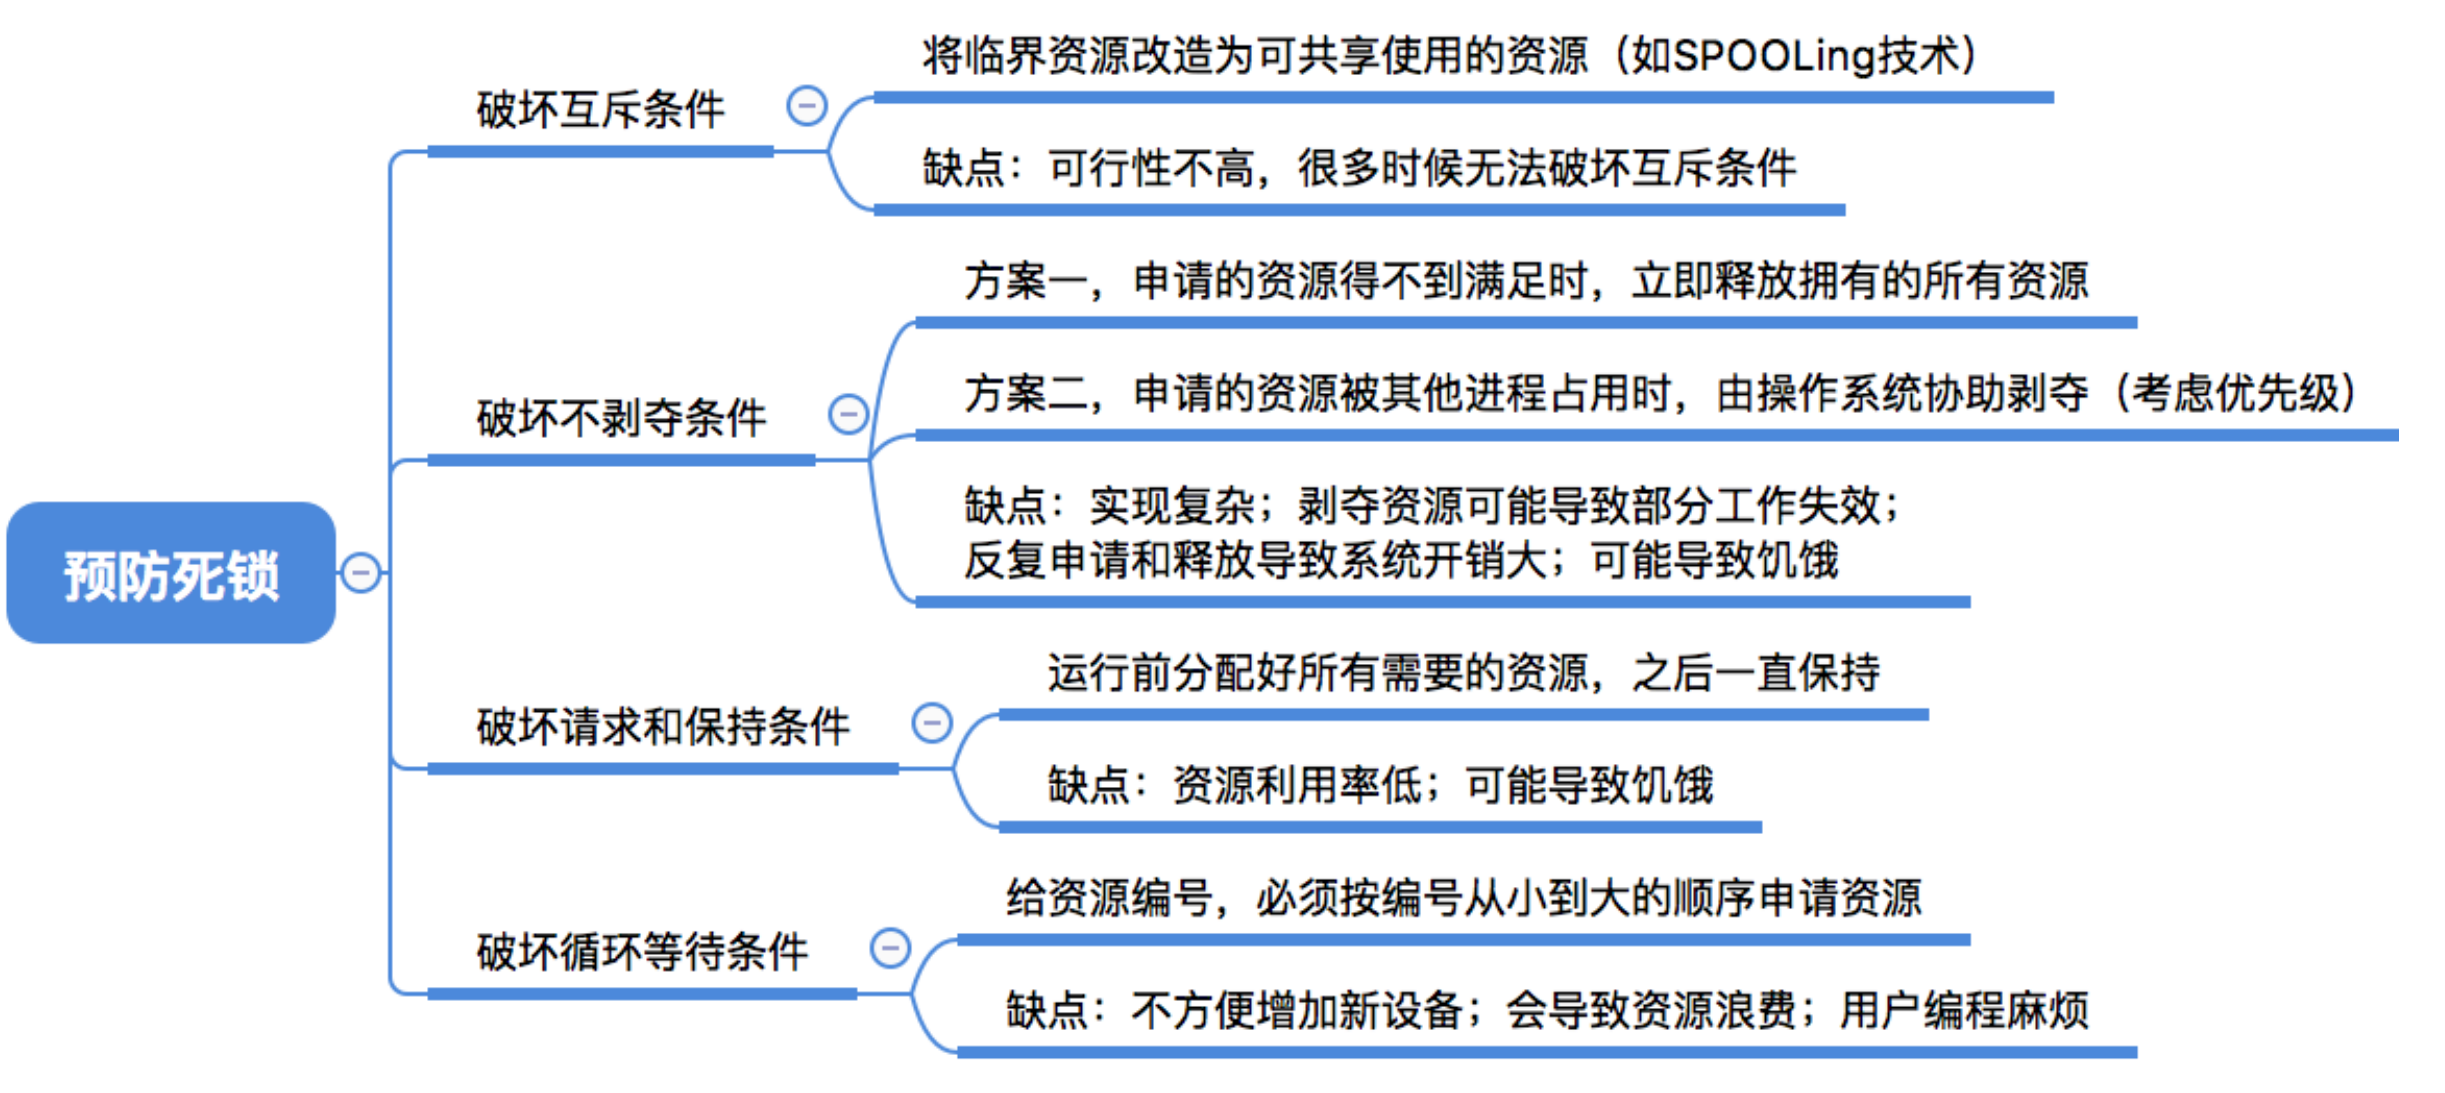 预防死锁
破坏互斥条件
将临界资源改造为可共享使用的资源（如SPOOLing技术）
缺点：可行性不高，很多时候无法破坏互斥条件
破坏不剥夺条件
方案一，申请的资源得不到满足时，立即释放拥有的所有资源
方案二，申请的资源被其他进程占用时，由操作系统协助剥夺（考虑优先级）
缺点：实现复杂；剥夺资源可能导致部分工作失效；
反复申请和释放导致系统开销大；可能导致饥饿
破坏请求和保持条件
运行前分配好所有需要的资源，之后一直保持
缺点：资源利用率低；可能导致饥饿
破坏循环等待条件
给资源编号，必须按编号从小到大的顺序申请资源
缺点：不方便增加新设备；会导致资源浪费；用户编程麻烦